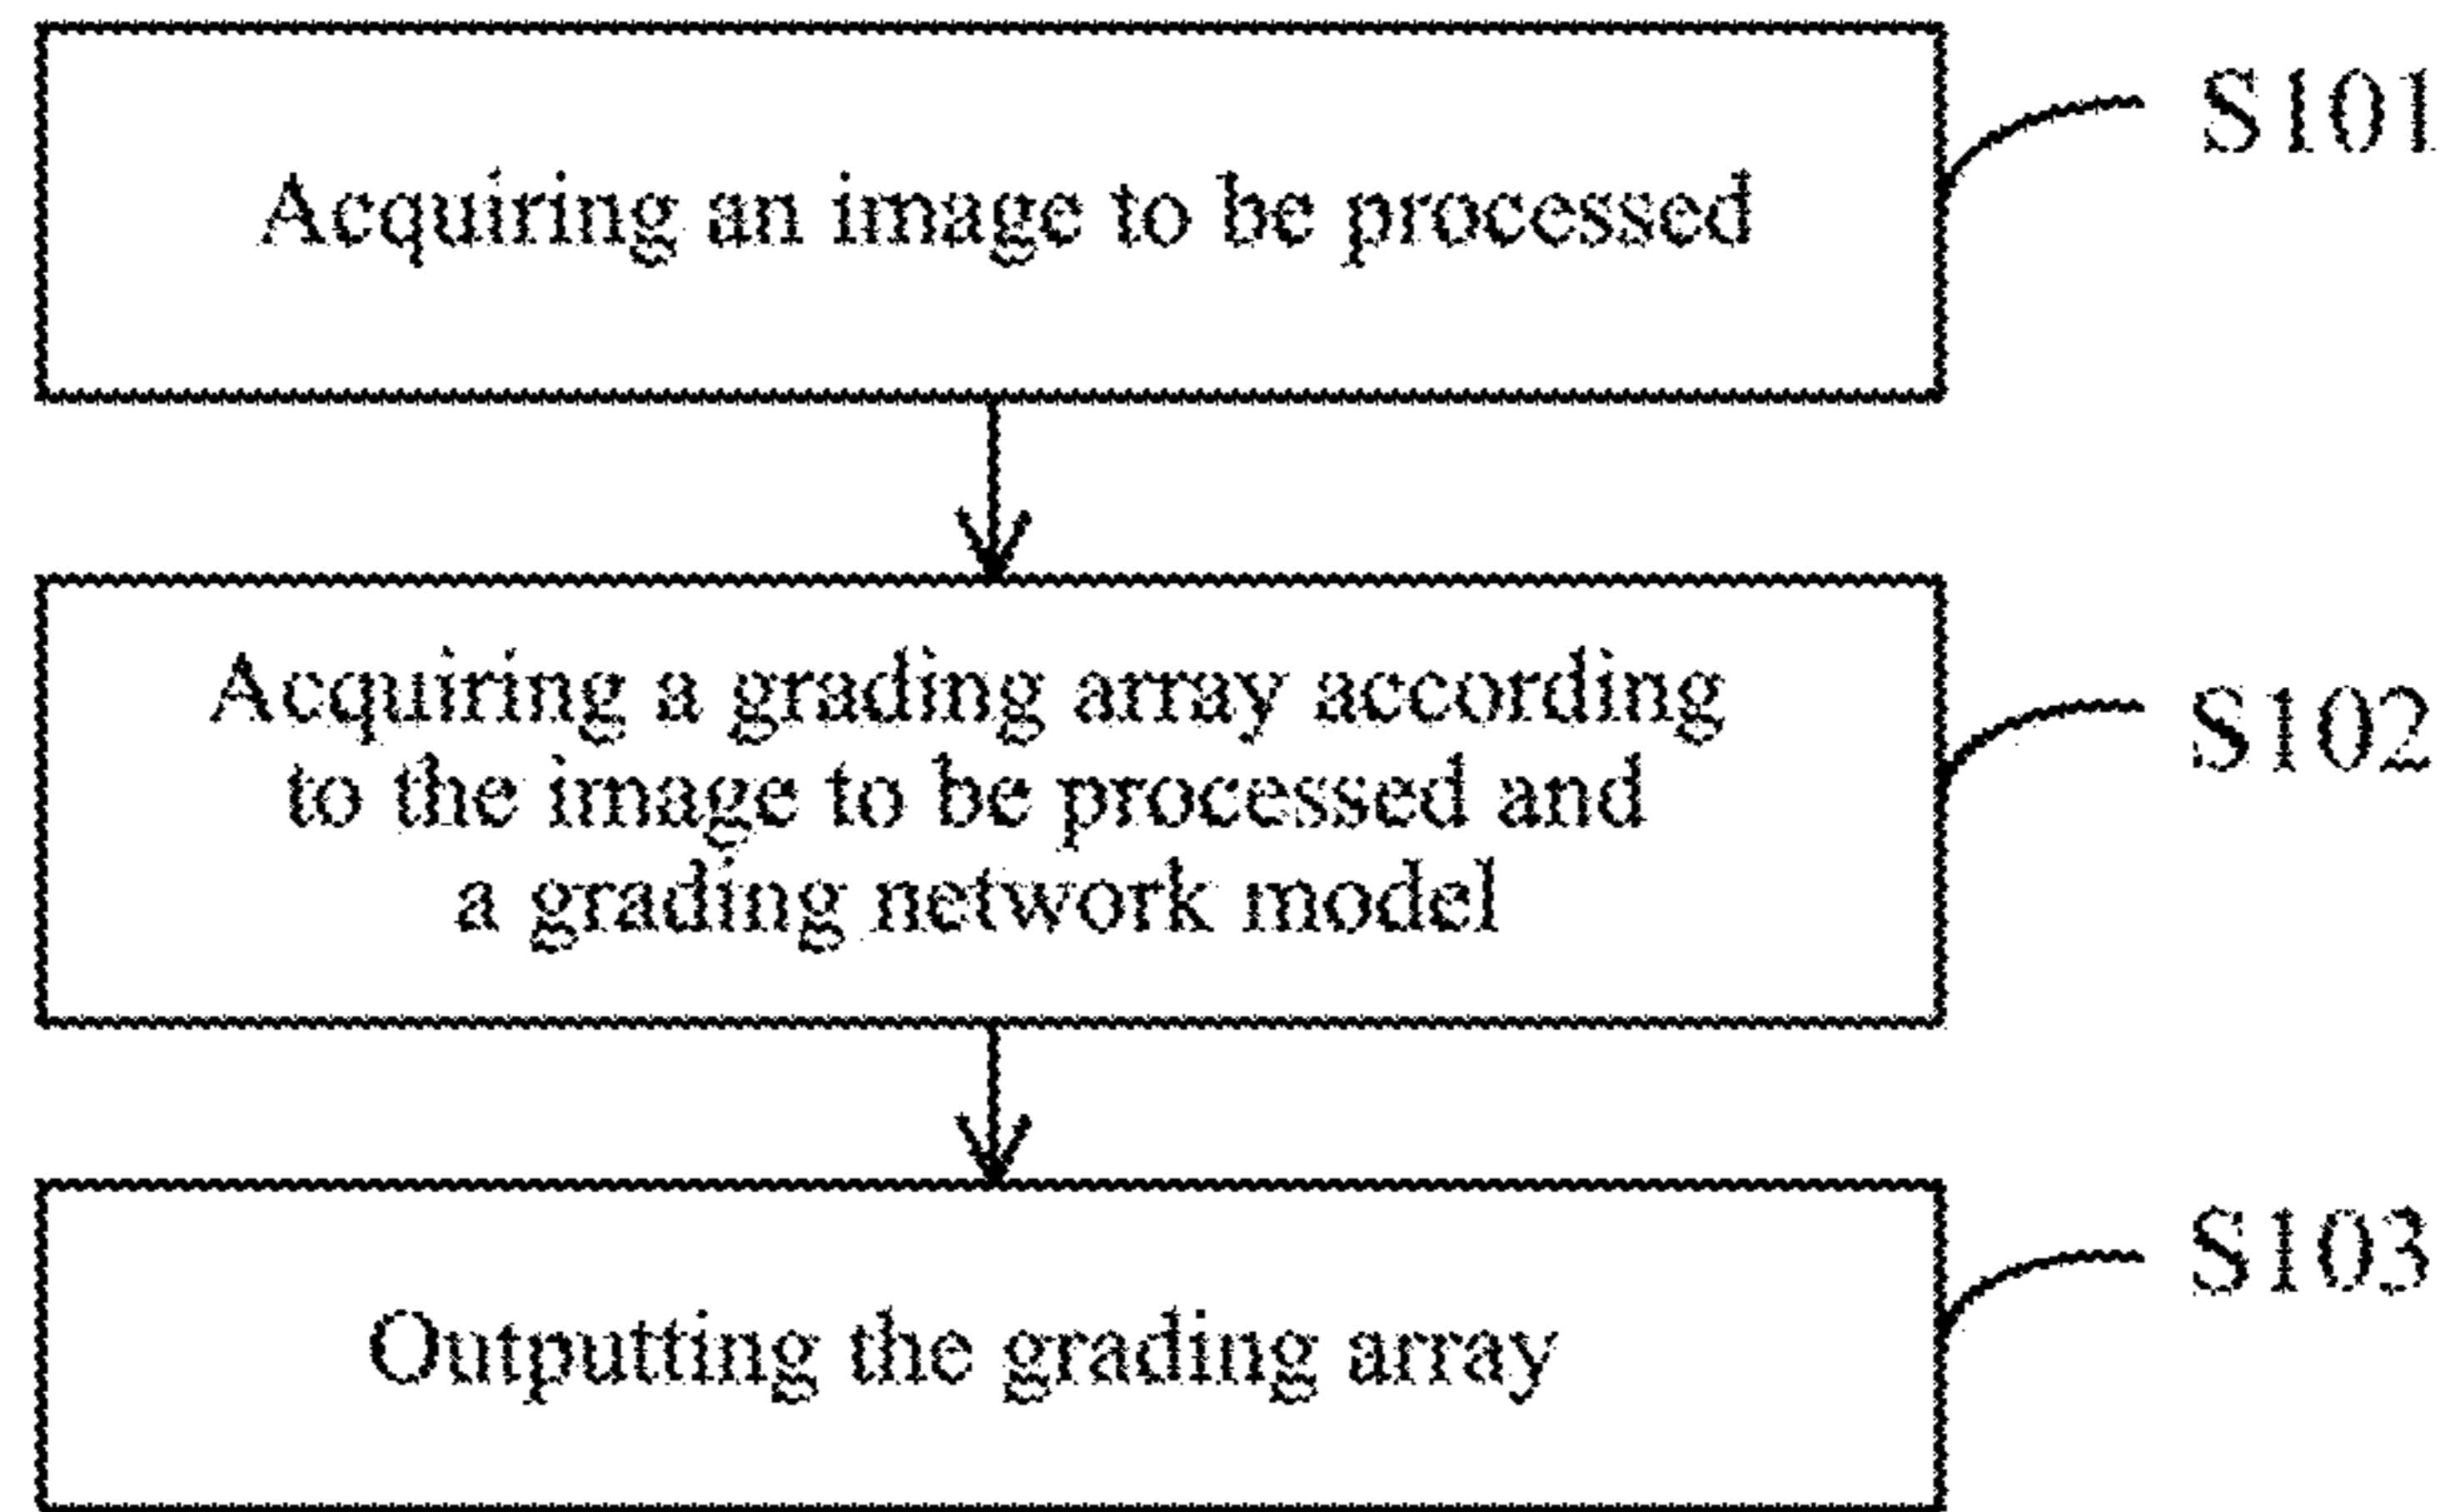 Acquiring an image to be processed
S101
Acquiring a grading array according
to the image to be processed and
a grading network model
S102
Outputting the grading array
S103